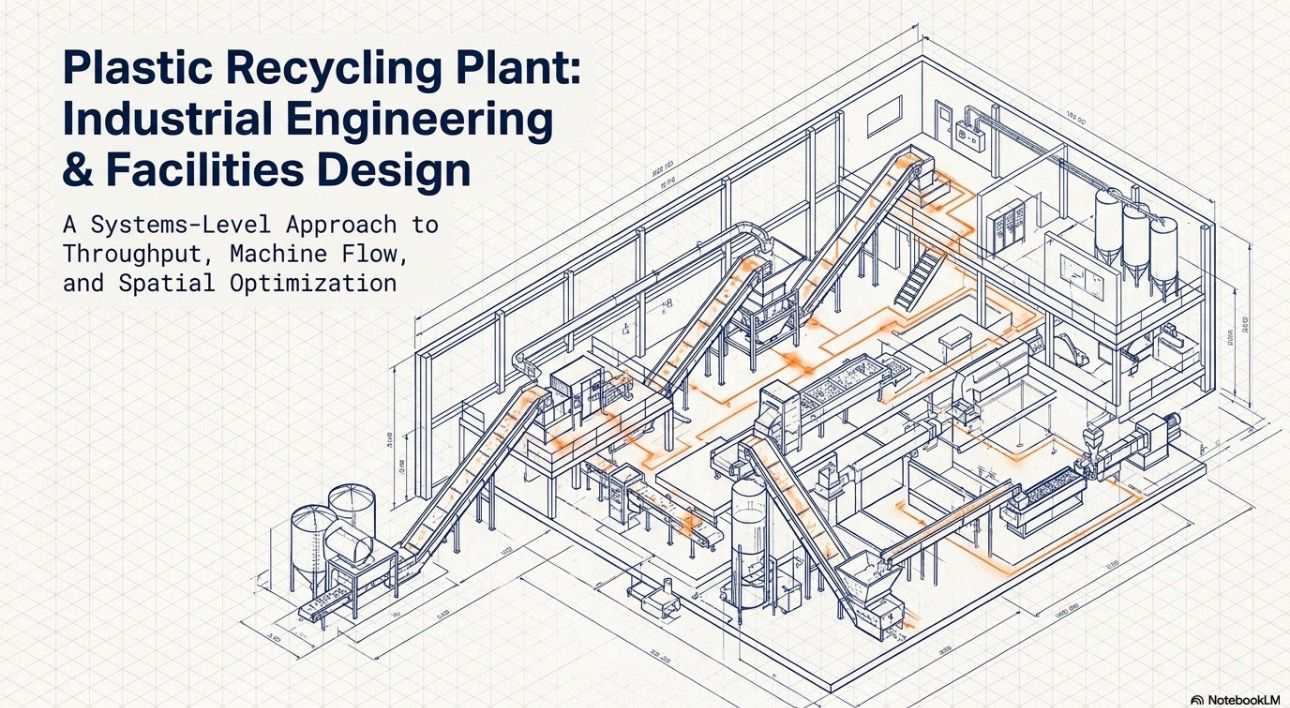 Plastic Recycling Plant:
Industrial Engineering
& Facilities Design
A Systems-Level Approach to
Throughput, Machine Flow,
and Spatial Optimization
NotebookLM